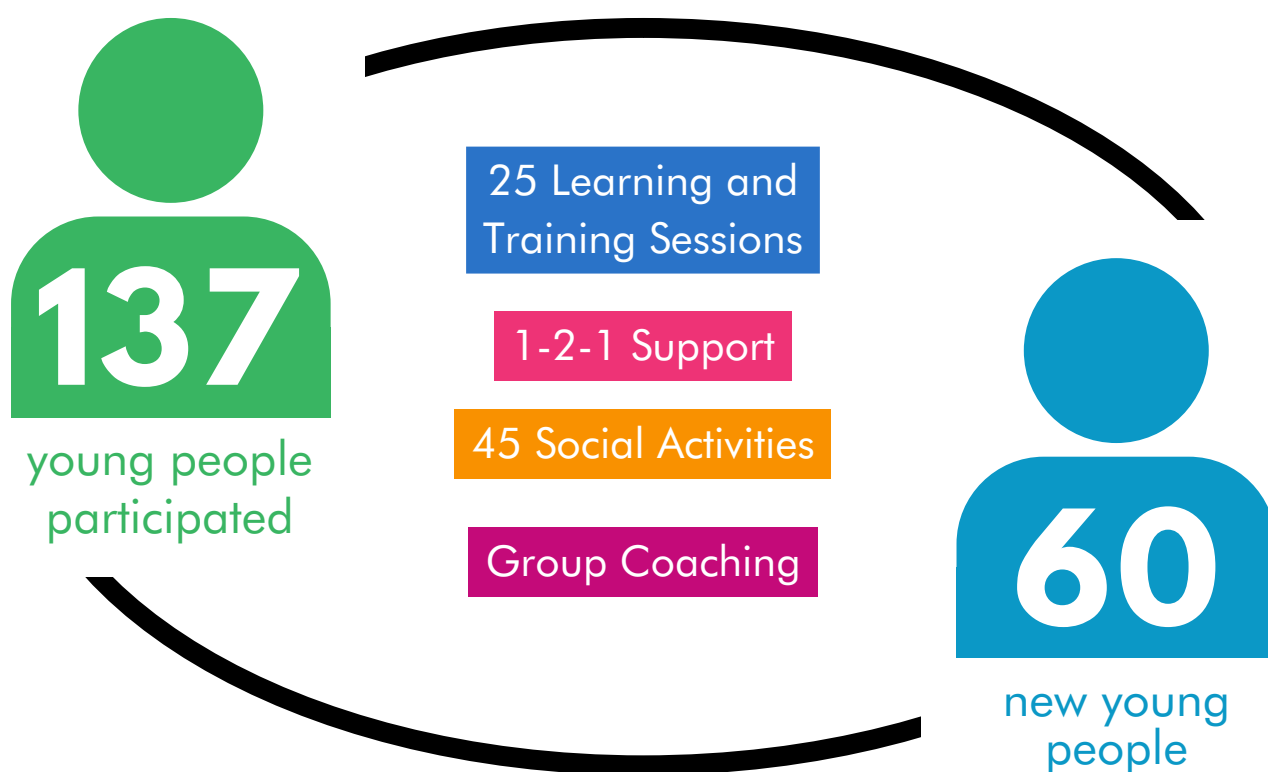 137
young people
participated
25 Learning and
Training Sessions
1-2-1 Support
45 Social Activities
Group Coaching
60
new young
people